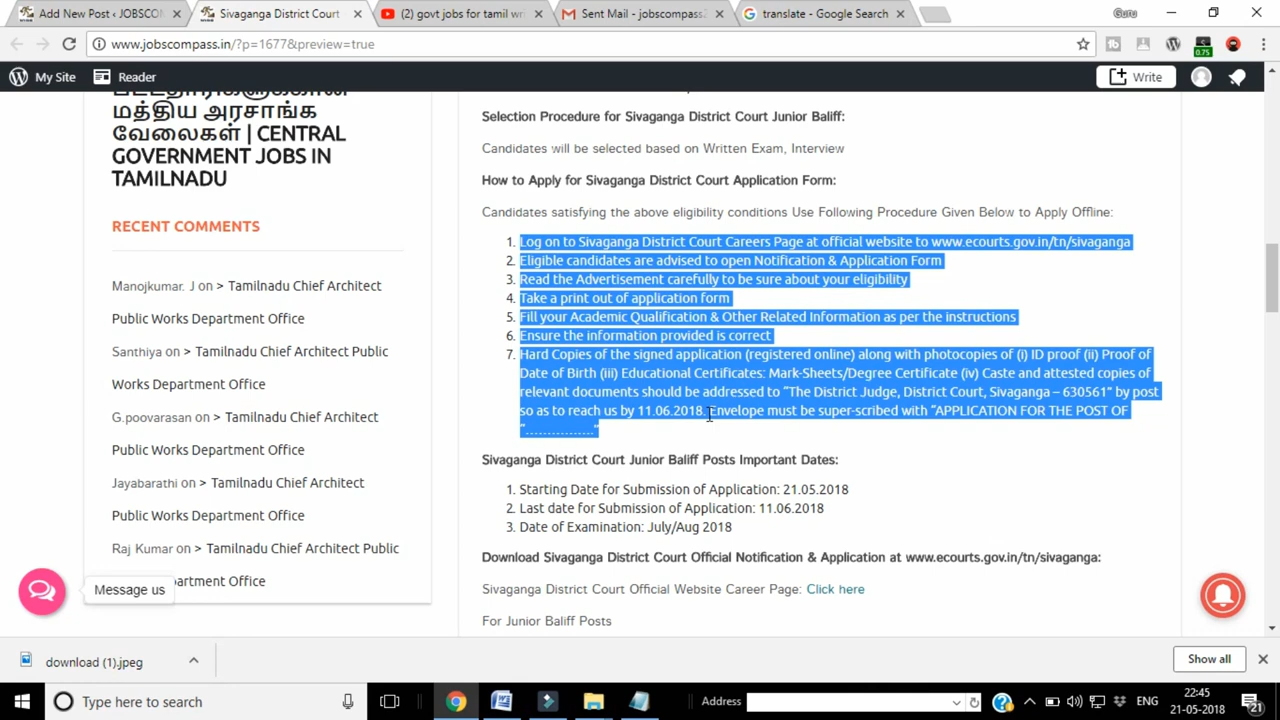 Add New Post ‹ JOBSCOM
Sivaganga District Court
(2) govt jobs for tamil wri
Sent Mail - jobscompass7
translate - Google Search
Guru
www.jobscompass.in/?p=1677&preview=true
0.75
My Site
Reader
Write
மத்திய அரசாங்க
வேலைகள் | CENTRAL
GOVERNMENT JOBS IN
TAMILNADU
RECENT COMMENTS
Manojkumar. J on > Tamilnadu Chief Architect
Public Works Department Office
Santhiya on > Tamilnadu Chief Architect Public
Works Department Office
G.poovarasan on > Tamilnadu Chief Architect
Public Works Department Office
Jayabarathi on > Tamilnadu Chief Architect
Public Works Department Office
Raj Kumar on > Tamilnadu Chief Architect Public
Department Office
Message us
Selection Procedure for Sivaganga District Court Junior Baliff:
Candidates will be selected based on Written Exam, Interview
How to Apply for Sivaganga District Court Application Form:
Candidates satisfying the above eligibility conditions Use Following Procedure Given Below to Apply Offline:
1. Log on to Sivaganga District Court Careers Page at official website to www.ecourts.gov.in/tn/sivaganga
2. Eligible candidates are advised to open Notification & Application Form
3. Read the Advertisement carefully to be sure about your eligibility
4. Take a print out of application form
5. Fill your Academic Qualification & Other Related Information as per the instructions
6. Ensure the information provided is correct
7. Hard Copies of the signed application (registered online) along with photocopies of (i) ID proof (ii) Proof of
Date of Birth (iii) Educational Certificates: Mark-Sheets/Degree Certificate (iv) Caste and attested copies of
relevant documents should be addressed to “The District Judge, District Court, Sivaganga – 630561” by post
so as to reach us by 11.06.2018. Envelope must be super-scribed with “APPLICATION FOR THE POST OF
“……………..“
Sivaganga District Court Junior Baliff Posts Important Dates:
1. Starting Date for Submission of Application: 21.05.2018
2. Last date for Submission of Application: 11.06.2018
3. Date of Examination: July/Aug 2018
Download Sivaganga District Court Official Notification & Application at www.ecourts.gov.in/tn/sivaganga:
Sivaganga District Court Official Website Career Page: Click here
For Junior Baliff Posts
download (1).jpeg
Show all
Type here to search
Address
ENG
22:45
21-05-2018
21